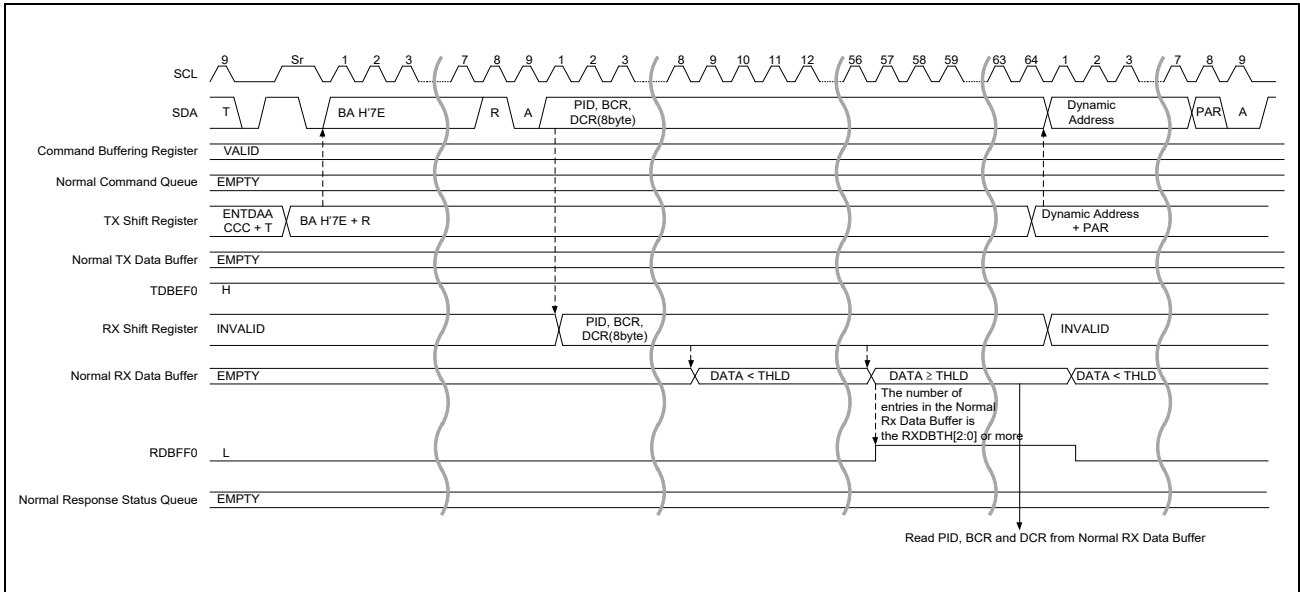 9 Sr 1 2 3 7 8 9 1 2 3 8 9 10 11 12 56 57 58 59 63 64 1 2 3 7 8 9
SCL
SDA T BA H'7E R A PID, BCR, DCR(8byte) Dynamic Address PAR A
Command Buffering Register VALID
Normal Command Queue EMPTY
TX Shift Register ENTDAA CCC + T BA H'7E + R Dynamic Address + PAR
Normal TX Data Buffer EMPTY
TDBEF0 H
RX Shift Register INVALID PID, BCR, DCR(8byte) INVALID
Normal RX Data Buffer EMPTY DATA < THLD DATA ≥ THLD DATA < THLD
The number of
entries in the Normal
Rx Data Buffer is
the RXDBTH[2:0] or more
RDBFF0 L
Normal Response Status Queue EMPTY
Read PID, BCR and DCR from Normal RX Data Buffer